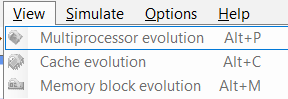 View Simulate Options Help
Multiprocessor evolution Alt+P
Cache evolution Alt+C
Memory block evolution Alt+M